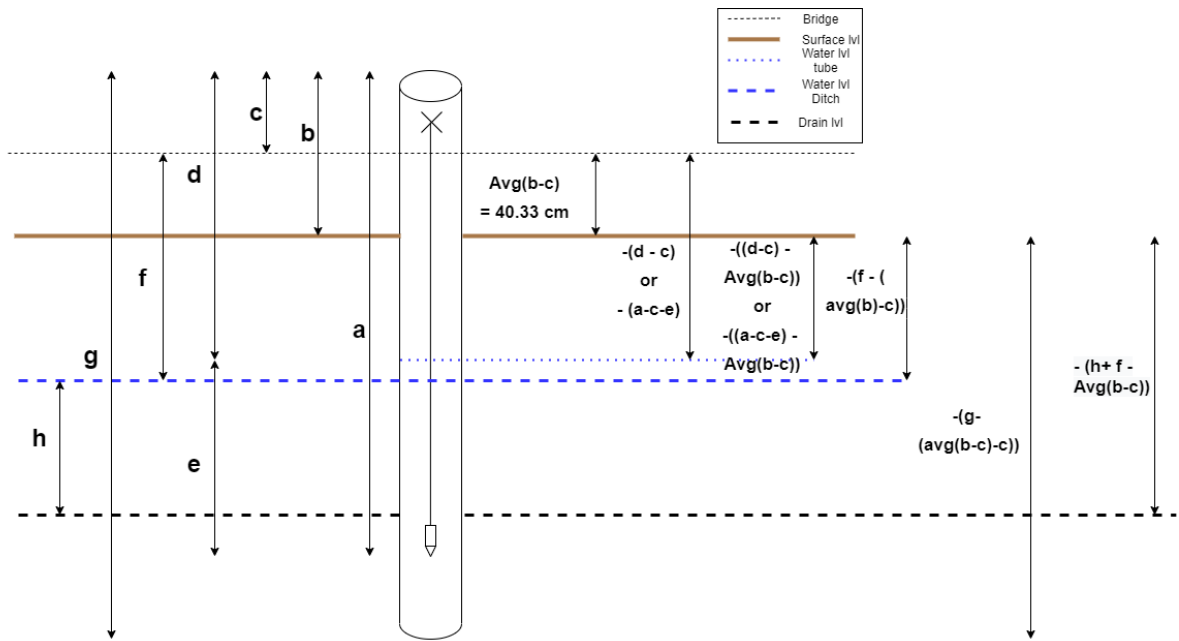 Bridge
Surface lvl
Water lvl
tube
Water lvl
Ditch
Drain lvl
c
b
d
Avg(b-c)
= 40.33 cm
f
-(d - c)
or
- (a-c-e)
-((d-c) -
Avg(b-c))
or
-((a-c-e) -
Avg(b-c))
-(f - (
avg(b)-c))
a
g
- (h+ f -
Avg(b-c))
-(g-
(avg(b-c)-c))
h
e